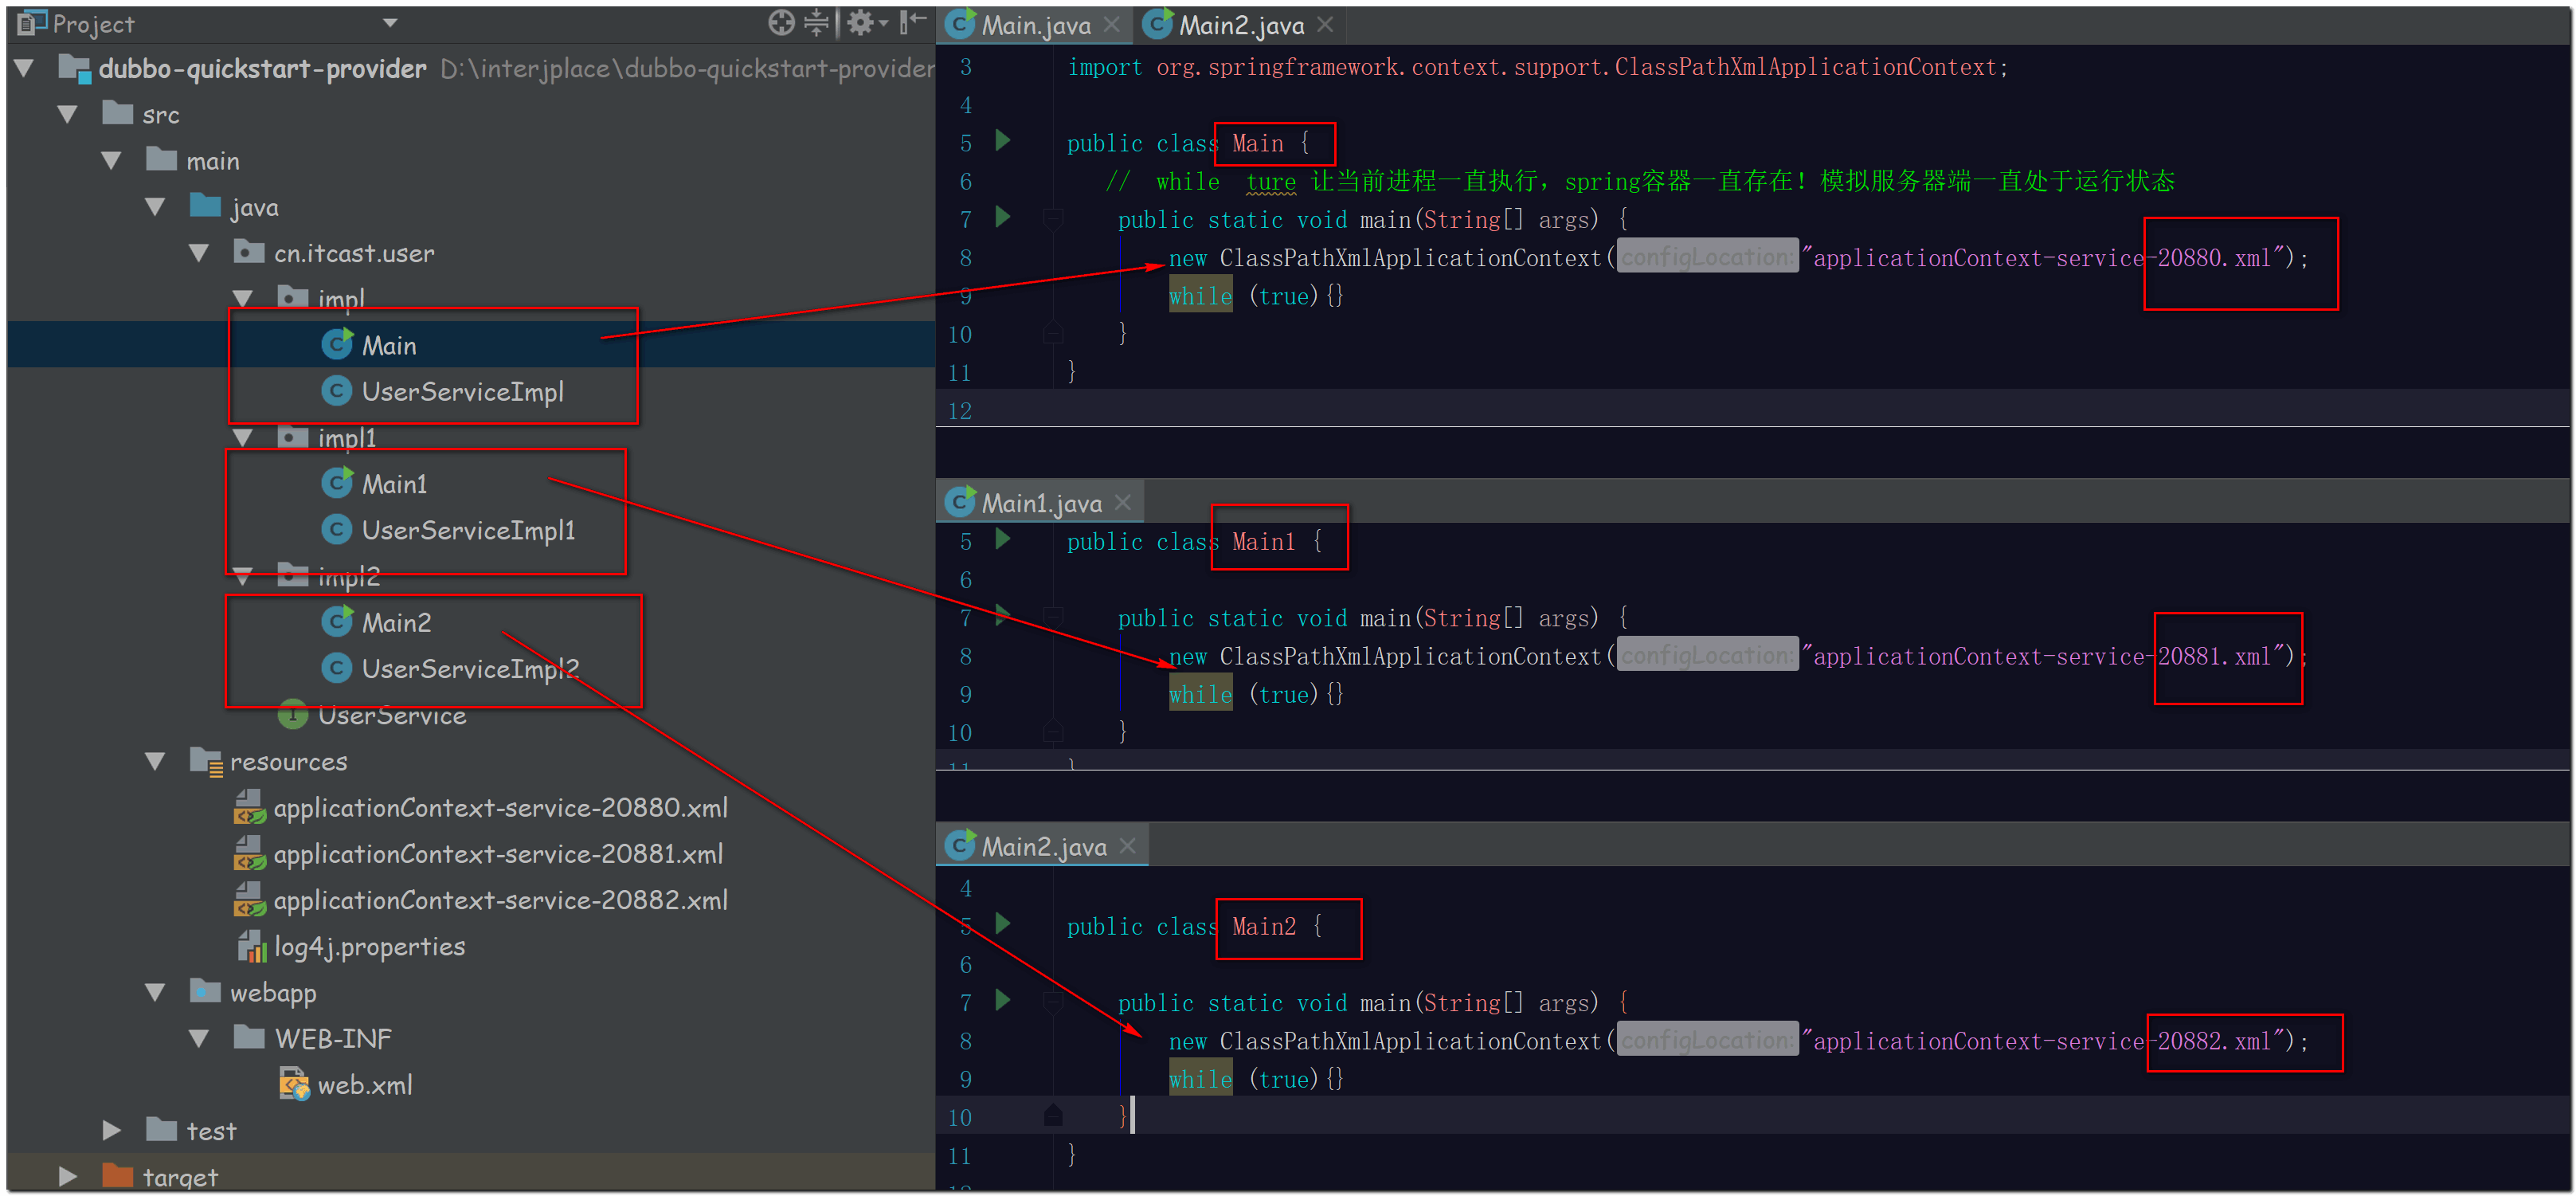 Project
dubbo-quickstart-provider D:\interjplace\dubbo-quickstart-provider
src
main
java
cn.itcast.user
impl
Main
UserServiceImpl
impl1
Main1
UserServiceImpl1
impl2
Main2
UserServiceImpl2
UserService
resources
applicationContext-service-20880.xml
applicationContext-service-20881.xml
applicationContext-service-20882.xml
log4j.properties
webapp
WEB-INF
web.xml
test
target
Main.java Main2.java
3 import org.springframework.context.support.ClassPathXmlApplicationContext;
4
5 public class Main {
6 // while ture 让当前进程一直执行，spring容器一直存在！模拟服务器端一直处于运行状态
7 public static void main(String[] args) {
8 new ClassPathXmlApplicationContext( configLocation: "applicationContext-service-20880.xml");
9 while (true){}
10 }
11 }
12
Main1.java
5 public class Main1 {
6
7 public static void main(String[] args) {
8 new ClassPathXmlApplicationContext( configLocation: "applicationContext-service-20881.xml");
9 while (true){}
10 }
11 }
Main2.java
4
5 public class Main2 {
6
7 public static void main(String[] args) {
8 new ClassPathXmlApplicationContext( configLocation: "applicationContext-service-20882.xml");
9 while (true){}
10 }
11 }